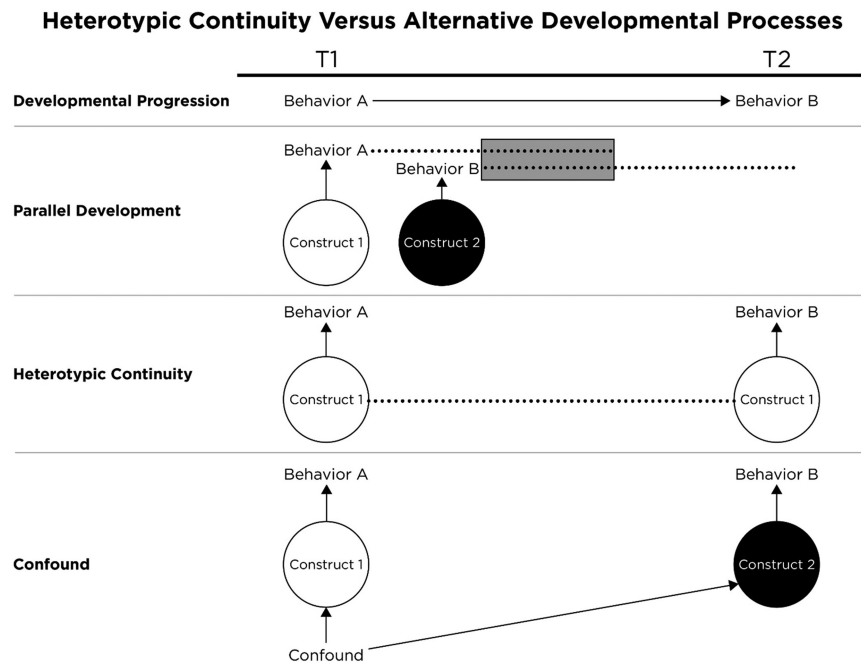 Heterotypic Continuity Versus Alternative Developmental Processes
T1 T2
Developmental Progression Behavior A Behavior B
Behavior A
Behavior B
Parallel Development
Construct 1 Construct 2
Behavior A Behavior B
Heterotypic Continuity
Construct 1 Construct 1
Behavior A Behavior B
Confound Construct 1 Construct 2
Confound